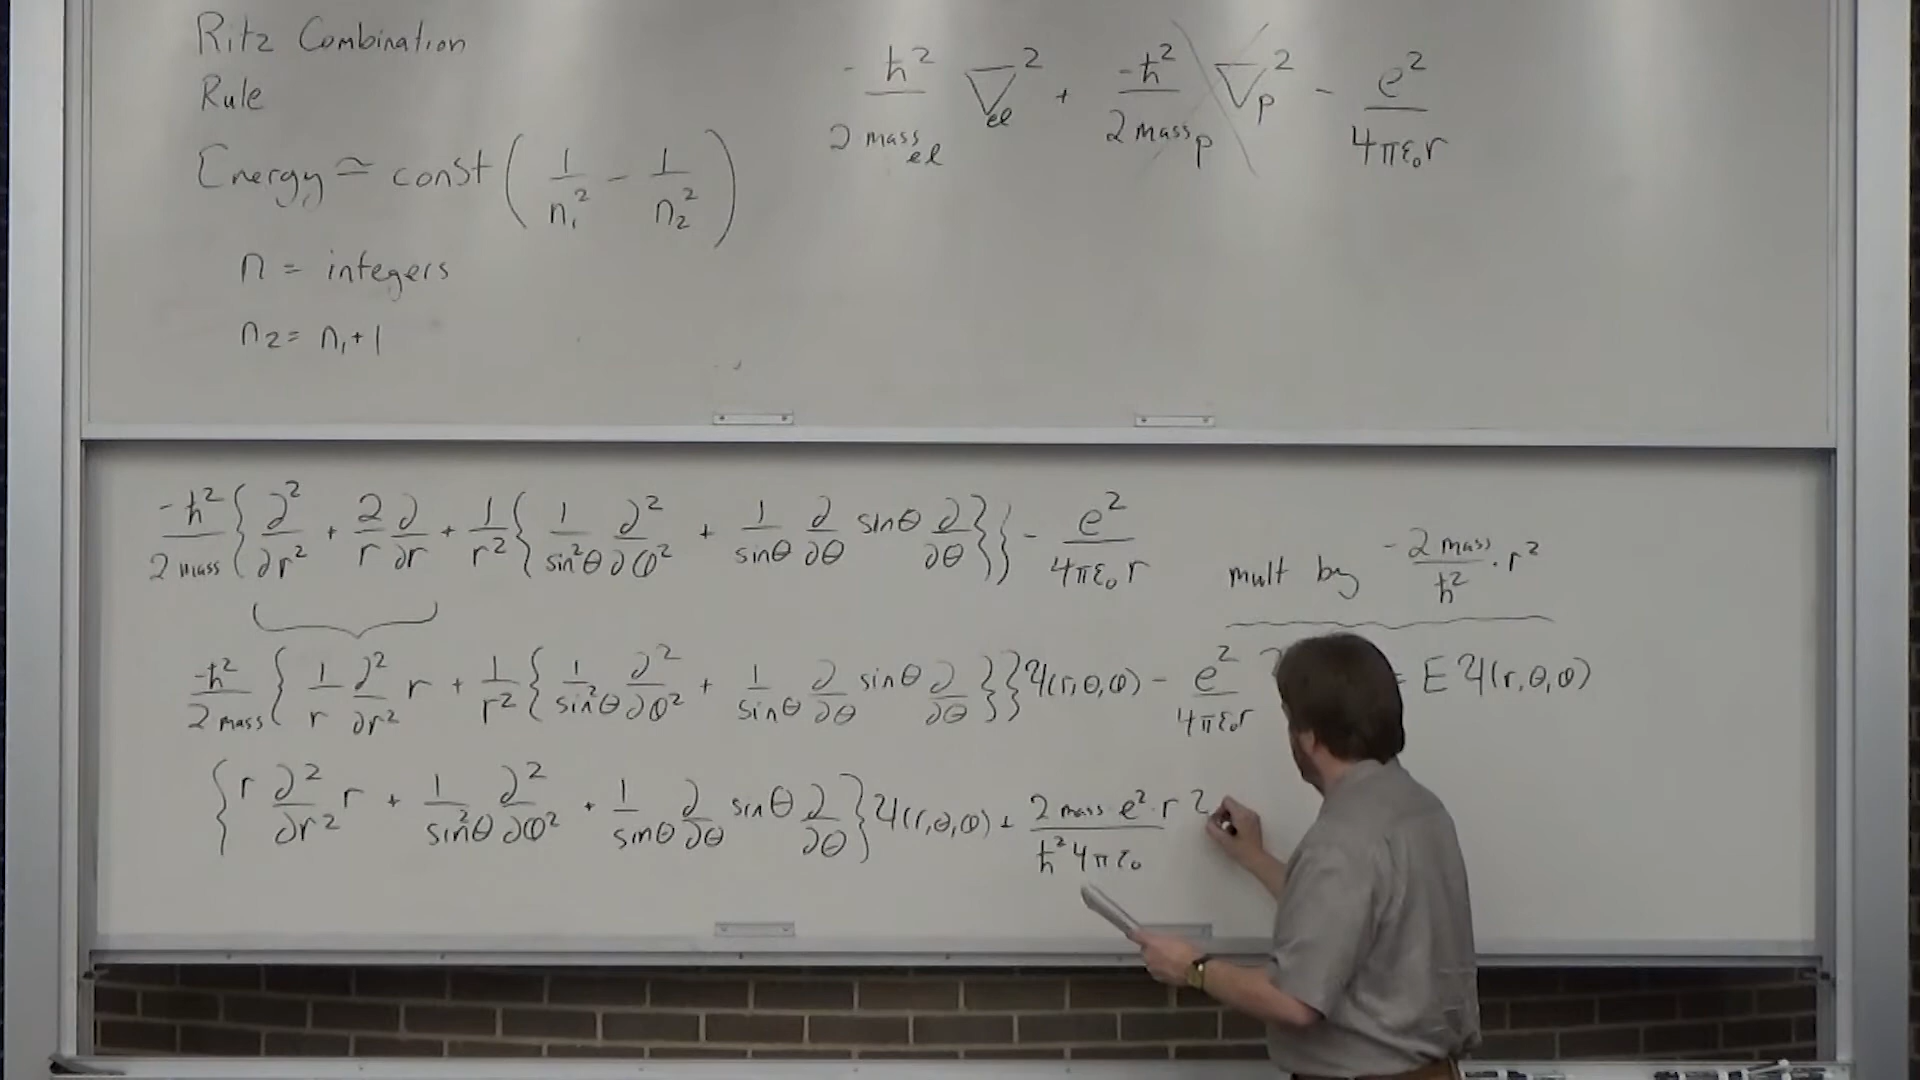 Ritz Combination
Rule
Energy ≃ const ( 1/n₁² − 1/n₂² )
n = integers
n₂ = n₁ + 1
-ħ²/2 mass_el ∇_el² + -ħ²/2 mass_p ∇_p² − e²/4πε₀r
-ħ²/2 mass { ∂²/∂r² + 2/r ∂/∂r + 1/r² { 1/sin²θ ∂²/∂φ² + 1/sinθ ∂/∂θ sinθ ∂/∂θ } } − e²/4πε₀r
mult by -2 mass/ħ² · r²
-ħ²/2 mass { 1/r ∂²/∂r² r + 1/r² { 1/sin²θ ∂²/∂φ² + 1/sinθ ∂/∂θ sinθ ∂/∂θ } } Ψ(r,θ,φ) − e²/4πε₀r = E Ψ(r,θ,φ)
{ r ∂²/∂r² r + 1/sin²θ ∂²/∂φ² + 1/sinθ ∂/∂θ sinθ ∂/∂θ } Ψ(r,θ,φ) + 2 mass e² · r/ħ² 4πε₀